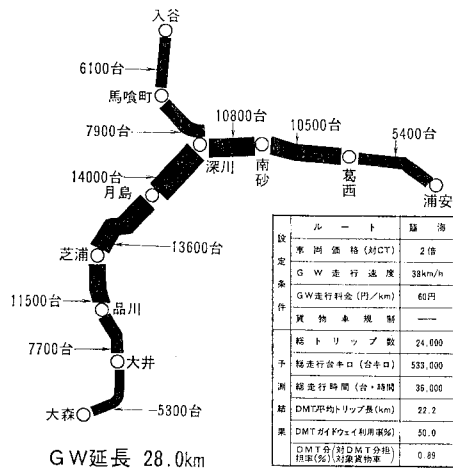 入谷
6100台
馬喰町
7900台
10800台
10500台
5400台
深川
南砂
葛西
浦安
14000台
月島
13600台
芝浦
11500台
品川
7700台
大井
5300台
大森
GW延長 28.0km
設定条件
ルート 臨海
車両価格(対CT) 2倍
GW走行速度 38km/h
GW走行料金(円/km) 60円
貨物車規制 ——
予測結果
総トリップ数 24,000
総走行台キロ(台キロ) 533,000
総走行時間(台・時間) 36,000
DMT平均トリップ長(km) 22.2
DMTガイドウェイ利用率(%) 50.0
DMT分担率(%)(対DMT分担対象貨物車) 0.89